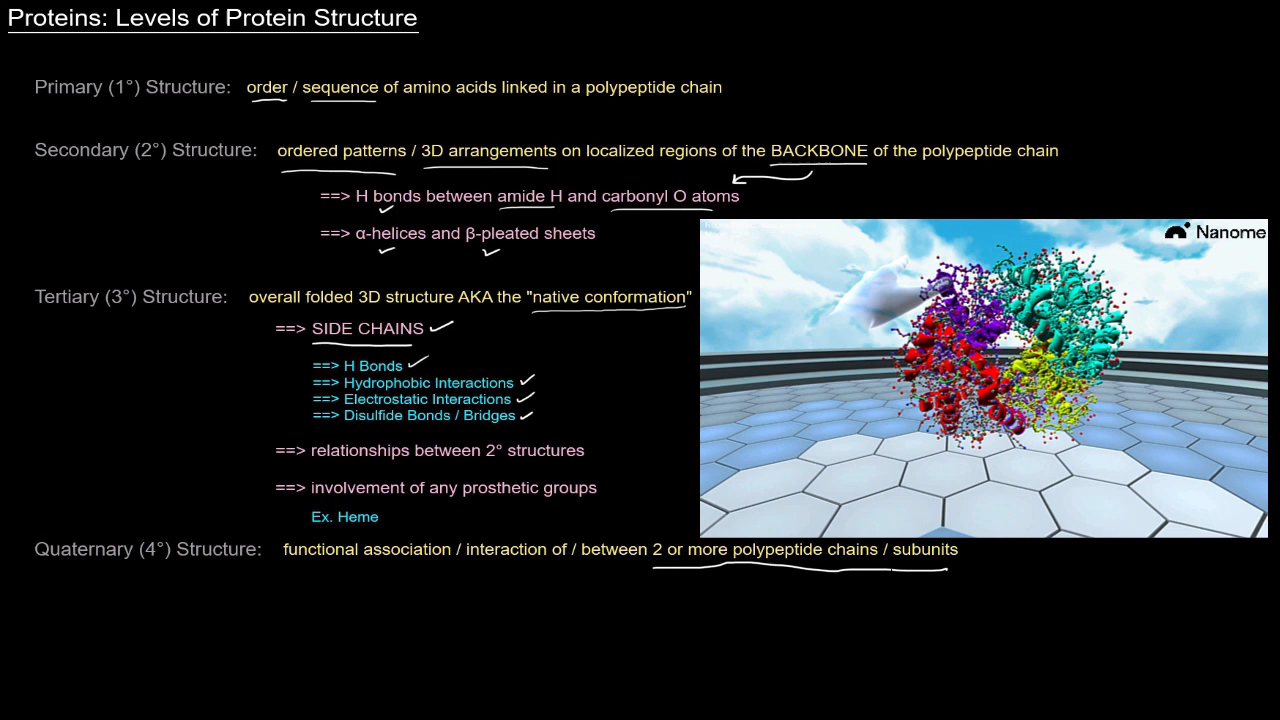 Proteins: Levels of Protein Structure
Primary (1°) Structure: order / sequence of amino acids linked in a polypeptide chain
Secondary (2°) Structure: ordered patterns / 3D arrangements on localized regions of the BACKBONE of the polypeptide chain
==> H bonds between amide H and carbonyl O atoms
==> α-helices and β-pleated sheets
Nanome
Tertiary (3°) Structure: overall folded 3D structure AKA the "native conformation"
==> SIDE CHAINS
==> H Bonds
==> Hydrophobic Interactions
==> Electrostatic Interactions
==> Disulfide Bonds / Bridges
==> relationships between 2° structures
==> involvement of any prosthetic groups
Ex. Heme
Quaternary (4°) Structure: functional association / interaction of / between 2 or more polypeptide chains / subunits